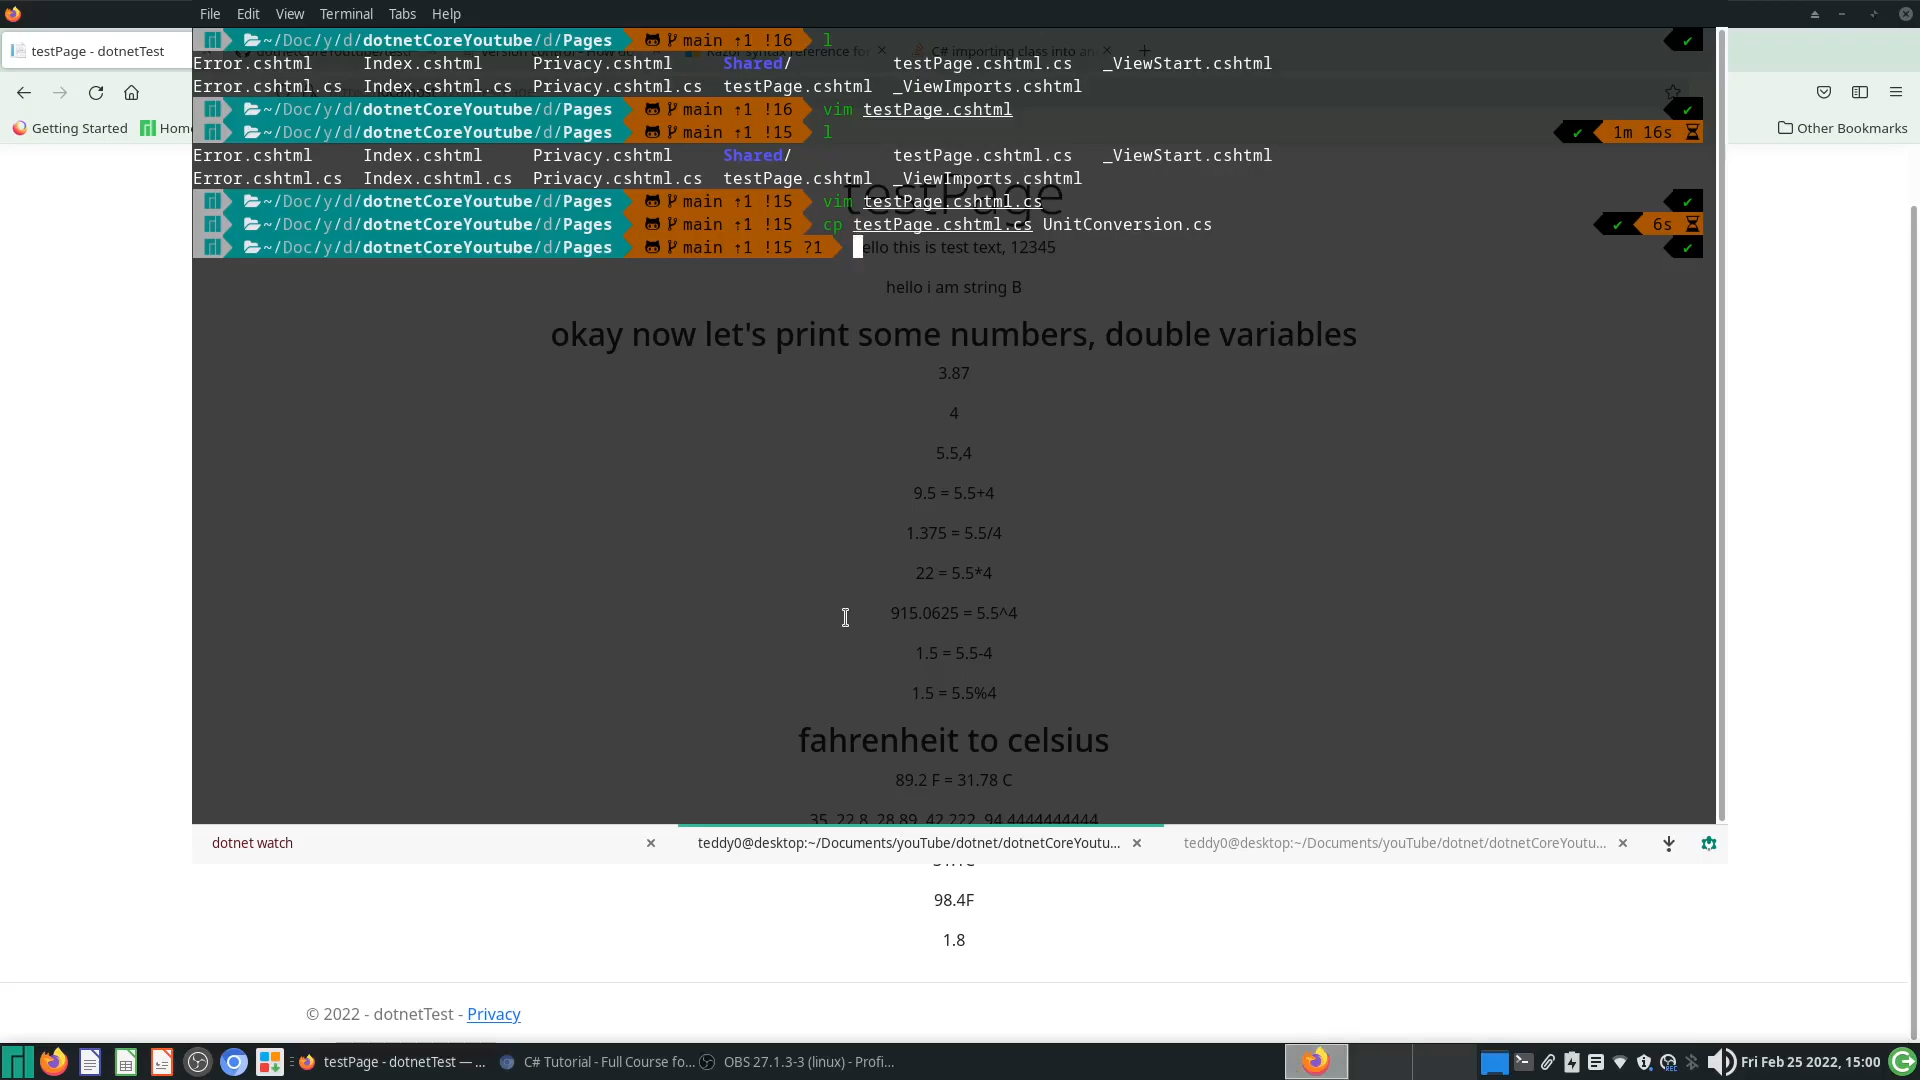 File Edit View Terminal Tabs Help
testPage - dotnetTest
~/Doc/y/d/dotnetCoreYoutube/d/Pages main ↑1 !16 l ✔
Error.cshtml Index.cshtml Privacy.cshtml Shared/ testPage.cshtml.cs _ViewStart.cshtml
Error.cshtml.cs Index.cshtml.cs Privacy.cshtml.cs testPage.cshtml _ViewImports.cshtml
~/Doc/y/d/dotnetCoreYoutube/d/Pages main ↑1 !16 vim testPage.cshtml ✔
Getting Started
~/Doc/y/d/dotnetCoreYoutube/d/Pages main ↑1 !15 l ✔ 1m 16s
Other Bookmarks
Error.cshtml Index.cshtml Privacy.cshtml Shared/ testPage.cshtml.cs _ViewStart.cshtml
Error.cshtml.cs Index.cshtml.cs Privacy.cshtml.cs testPage.cshtml _ViewImports.cshtml
testPage
~/Doc/y/d/dotnetCoreYoutube/d/Pages main ↑1 !15 vim testPage.cshtml.cs ✔
~/Doc/y/d/dotnetCoreYoutube/d/Pages main ↑1 !15 cp testPage.cshtml.cs UnitConversion.cs ✔ 6s
~/Doc/y/d/dotnetCoreYoutube/d/Pages main ↑1 !15 ?1 ✔
ello this is test text, 12345
hello i am string B
okay now let's print some numbers, double variables
3.87
4
5.5,4
9.5 = 5.5+4
1.375 = 5.5/4
22 = 5.5*4
915.0625 = 5.5^4
1.5 = 5.5-4
1.5 = 5.5%4
fahrenheit to celsius
89.2 F = 31.78 C
35, 22.8, 28.89, 42.222, 94.4444444444
dotnet watch
teddy0@desktop:~/Documents/youTube/dotnet/dotnetCoreYoutu...
teddy0@desktop:~/Documents/youTube/dotnet/dotnetCoreYoutu...
98.4F
1.8
© 2022 - dotnetTest - Privacy
testPage - dotnetTest — ...
C# Tutorial - Full Course fo...
OBS 27.1.3-3 (linux) - Profi...
Fri Feb 25 2022, 15:00